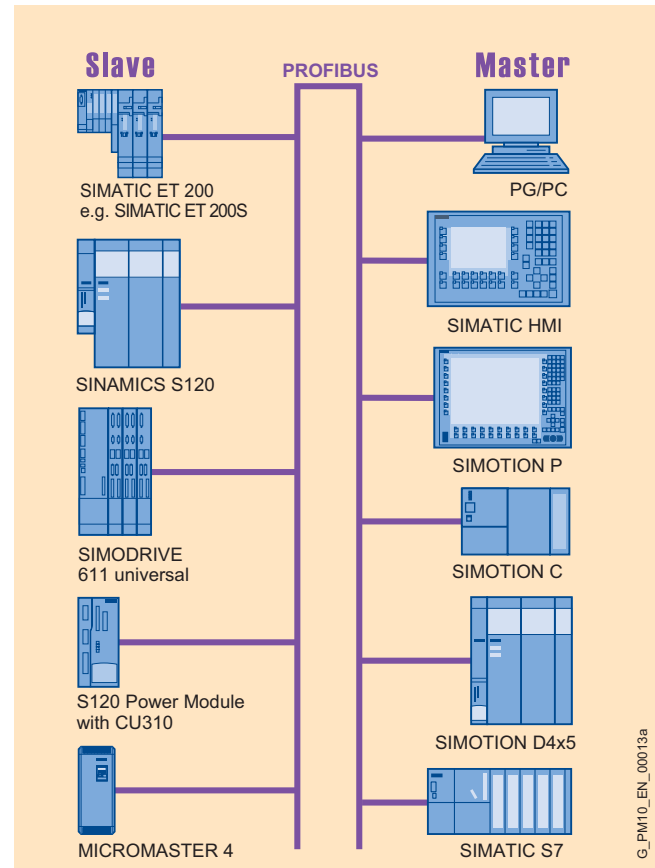 Slave
PROFIBUS
Master
SIMATIC ET 200
e.g. SIMATIC ET 200S
PG/PC
SINAMICS S120
SIMATIC HMI
SIMODRIVE
611 universal
SIMOTION P
S120 Power Module
with CU310
SIMOTION C
MICROMASTER 4
SIMOTION D4x5
SIMATIC S7
G_PM10_EN_00013a